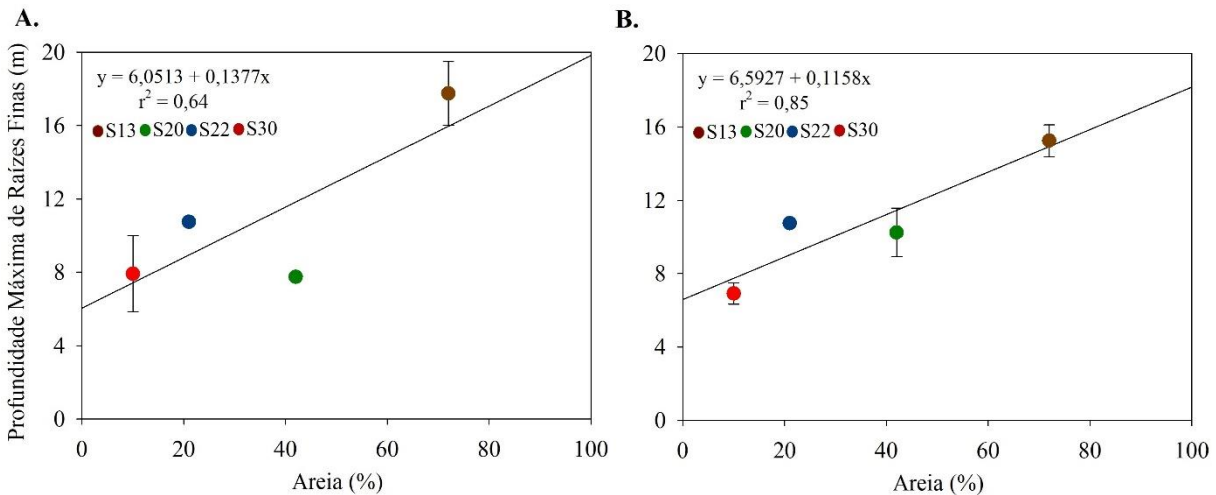 A.
Profundidade Máxima de Raízes Finas (m)
20
16
12
8
4
0
y = 6,0513 + 0,1377x
r² = 0,64
S13 S20 S22 S30
0 20 40 60 80 100
Areia (%)
B.
20
16
12
8
4
0
y = 6,5927 + 0,1158x
r² = 0,85
S13 S20 S22 S30
0 20 40 60 80 100
Areia (%)